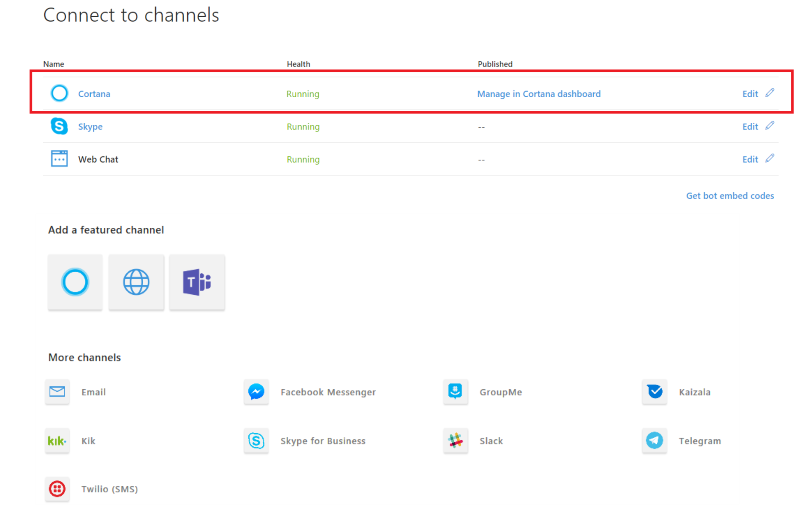 Connect to channels
Name Health Published
Cortana Running Manage in Cortana dashboard Edit
Skype Running -- Edit
Web Chat Running -- Edit
Get bot embed codes
Add a featured channel
T
More channels
Email Facebook Messenger GroupMe Kaizala
kik· Kik Skype for Business Slack Telegram
Twilio (SMS)